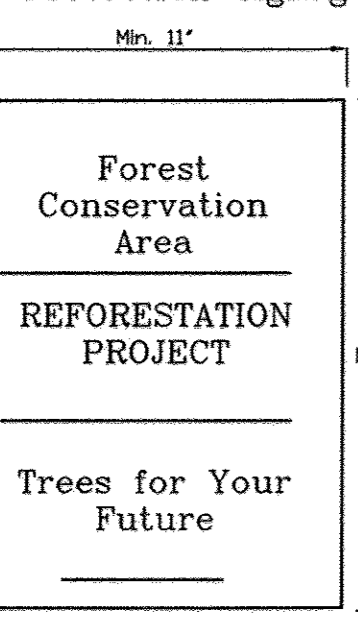 Min. 11"
Forest
Conservation
Area
REFORESTATION
PROJECT
Trees for Your
Future